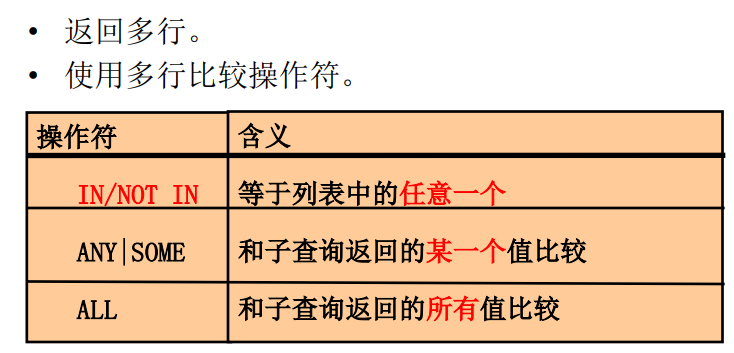 • 返回多行。
• 使用多行比较操作符。
操作符 含义
IN/NOT IN 等于列表中的任意一个
ANY|SOME 和子查询返回的某一个值比较
ALL 和子查询返回的所有值比较